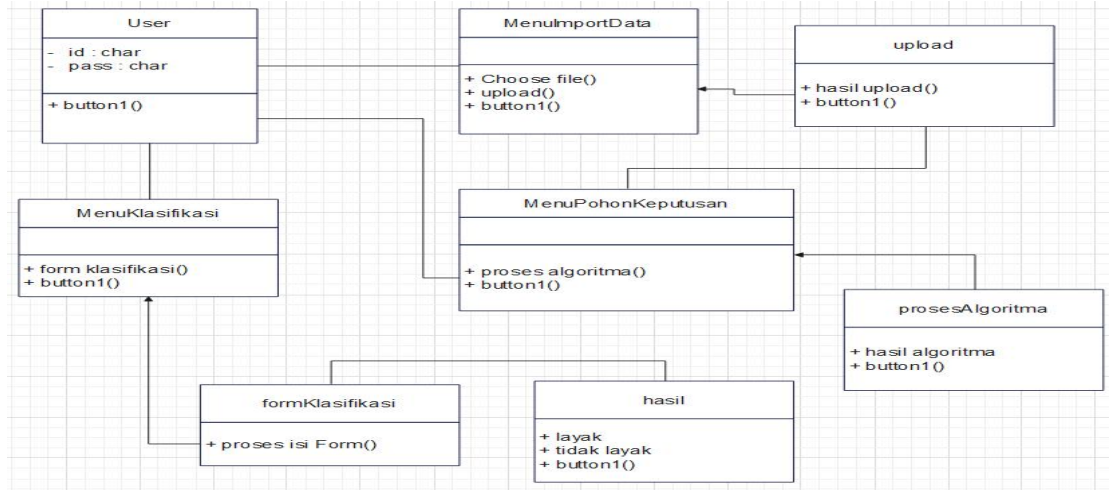 User
- id : char
- pass : char
+ button1()
MenuImportData
+ Choose file()
+ upload()
+ button1()
upload
+ hasil upload()
+ button1()
MenuKlasifikasi
+ form klasifikasi()
+ button1()
MenuPohonKeputusan
+ proses algoritma()
+ button1()
prosesAlgoritma
+ hasil algoritma
+ button1()
formKlasifikasi
+ proses isi Form()
hasil
+ layak
+ tidak layak
+ button1()